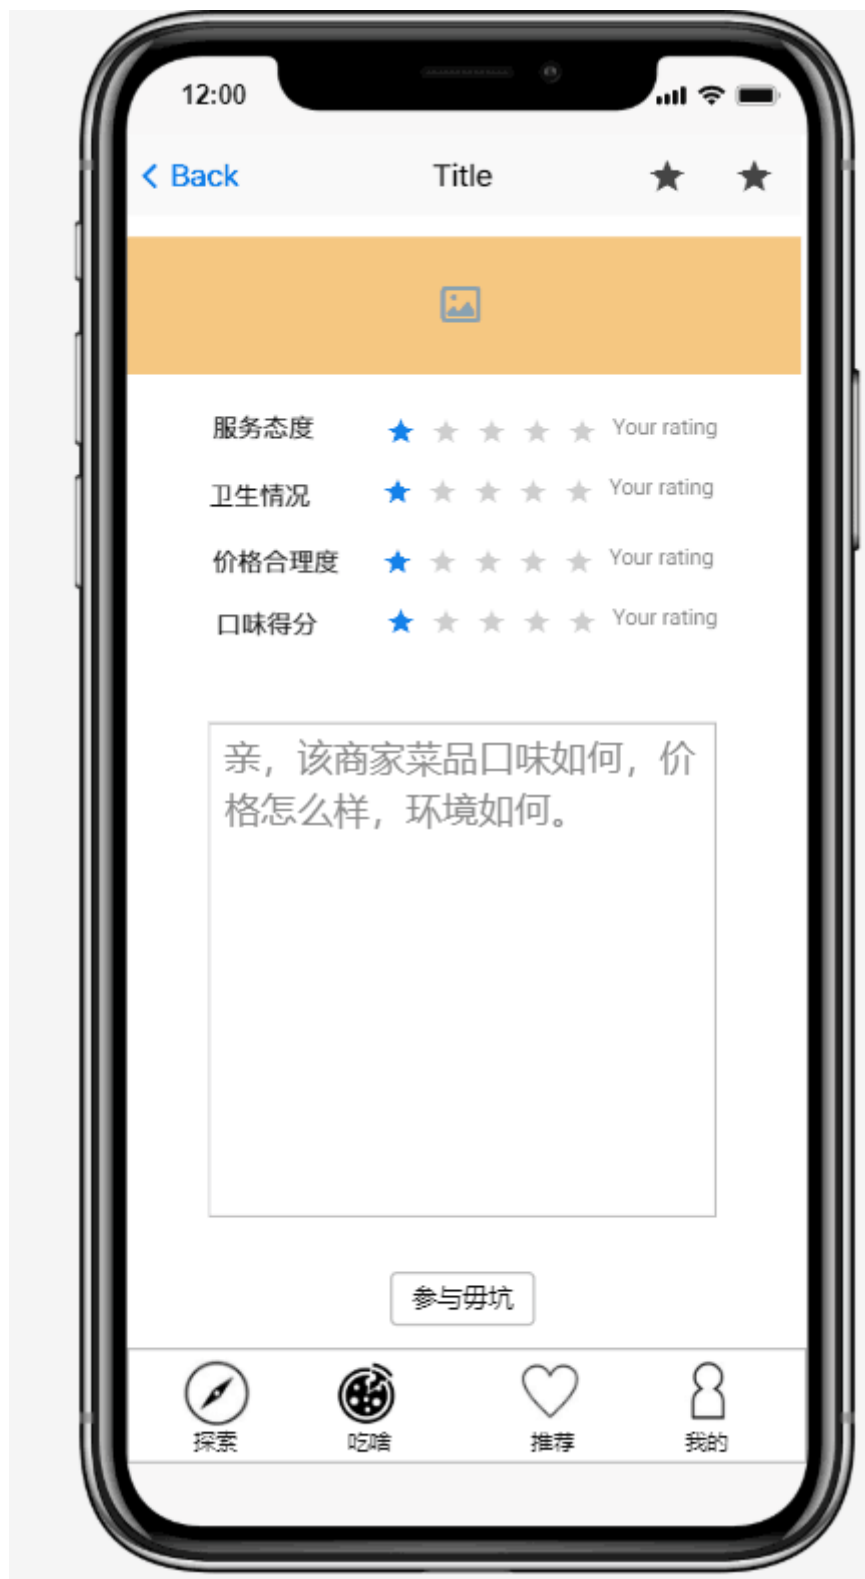 12:00
Back Title
服务态度 Your rating
卫生情况 Your rating
价格合理度 Your rating
口味得分 Your rating
亲，该商家菜品口味如何，价
格怎么样，环境如何。
参与毋坑
探索 吃啥 推荐 我的